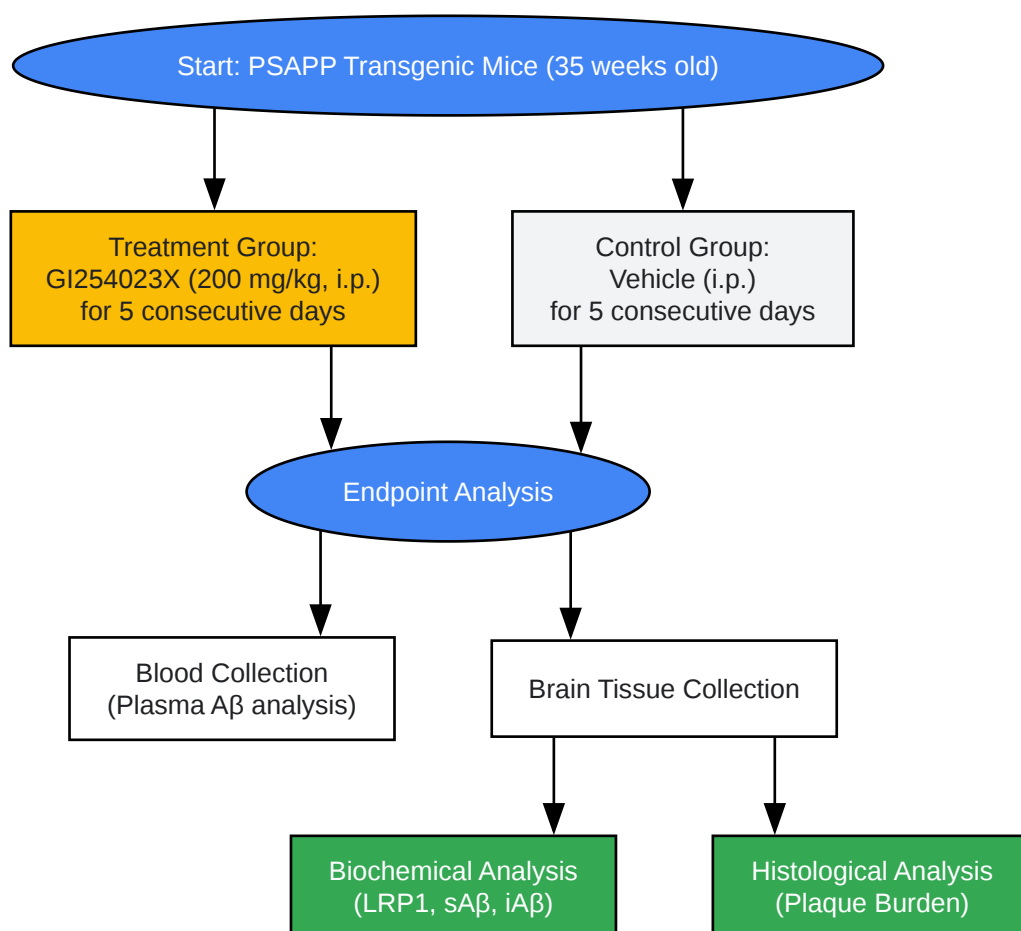 Start: PSAPP Transgenic Mice (35 weeks old)
Treatment Group:
GI254023X (200 mg/kg, i.p.)
for 5 consecutive days
Control Group:
Vehicle (i.p.)
for 5 consecutive days
Endpoint Analysis
Blood Collection
(Plasma Aβ analysis)
Brain Tissue Collection
Biochemical Analysis
(LRP1, sAβ, iAβ)
Histological Analysis
(Plaque Burden)